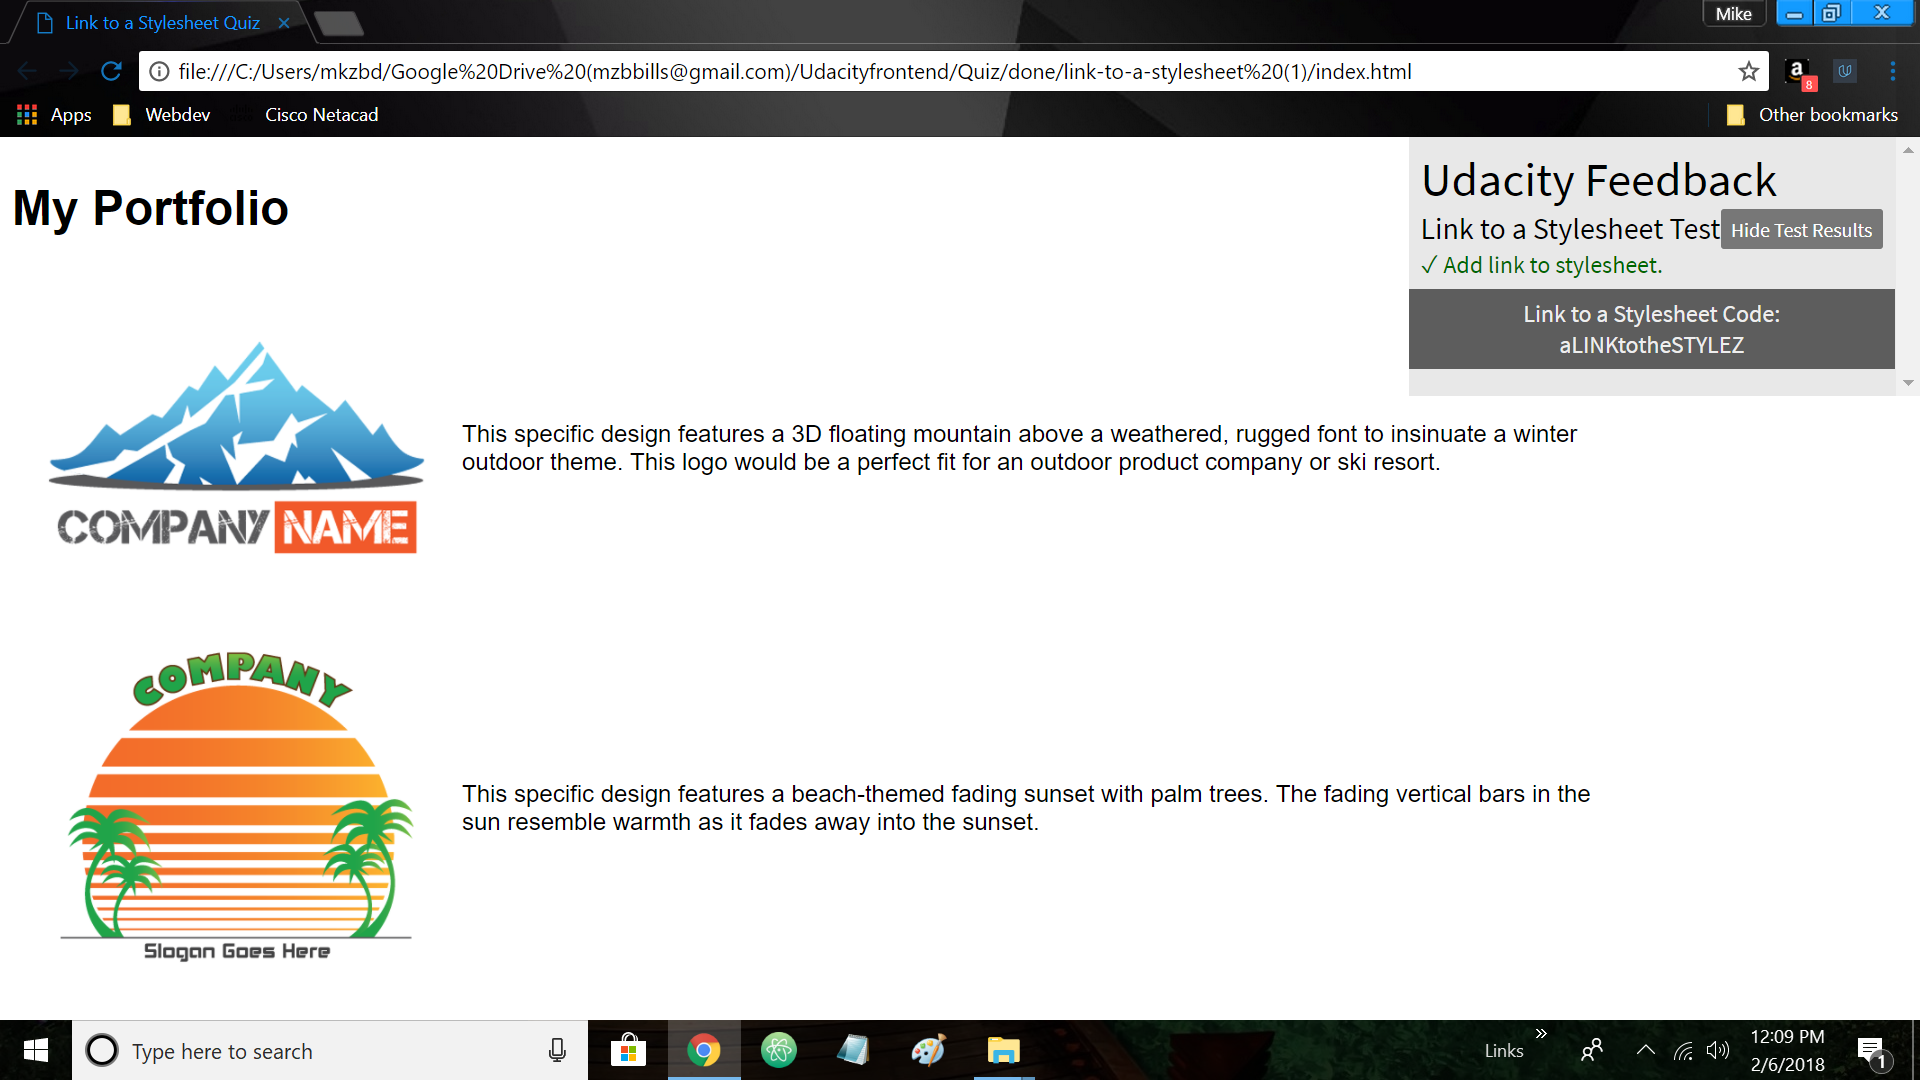 Link to a Stylesheet Quiz
Mike
file:///C:/Users/mkzbd/Google%20Drive%20(mzbbills@gmail.com)/Udacityfrontend/Quiz/done/link-to-a-stylesheet%20(1)/index.html
a
8
U
Apps
Webdev
Cisco Netacad
Other bookmarks
My Portfolio
Udacity Feedback
Link to a Stylesheet Test
Hide Test Results
✓ Add link to stylesheet.
Link to a Stylesheet Code:
aLINKtotheSTYLEZ
COMPANY NAME
This specific design features a 3D floating mountain above a weathered, rugged font to insinuate a winter
outdoor theme. This logo would be a perfect fit for an outdoor product company or ski resort.
COMPANY
Slogan Goes Here
This specific design features a beach-themed fading sunset with palm trees. The fading vertical bars in the
sun resemble warmth as it fades away into the sunset.
Type here to search
Links
12:09 PM
2/6/2018
1